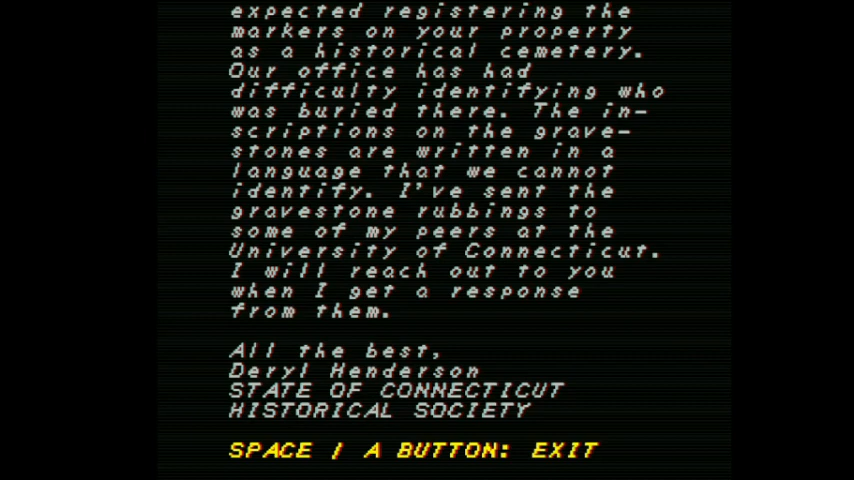 expected registering the
markers on your property
as a historical cemetery.
Our office has had
difficulty identifying who
was buried there. The in-
scriptions on the grave-
stones are written in a
language that we cannot
identify. I've sent the
gravestone rubbings to
some of my peers at the
University of Connecticut.
I will reach out to you
when I get a response
from them.
All the best,
Deryl Henderson
STATE OF CONNECTICUT
HISTORICAL SOCIETY
SPACE / A BUTTON: EXIT